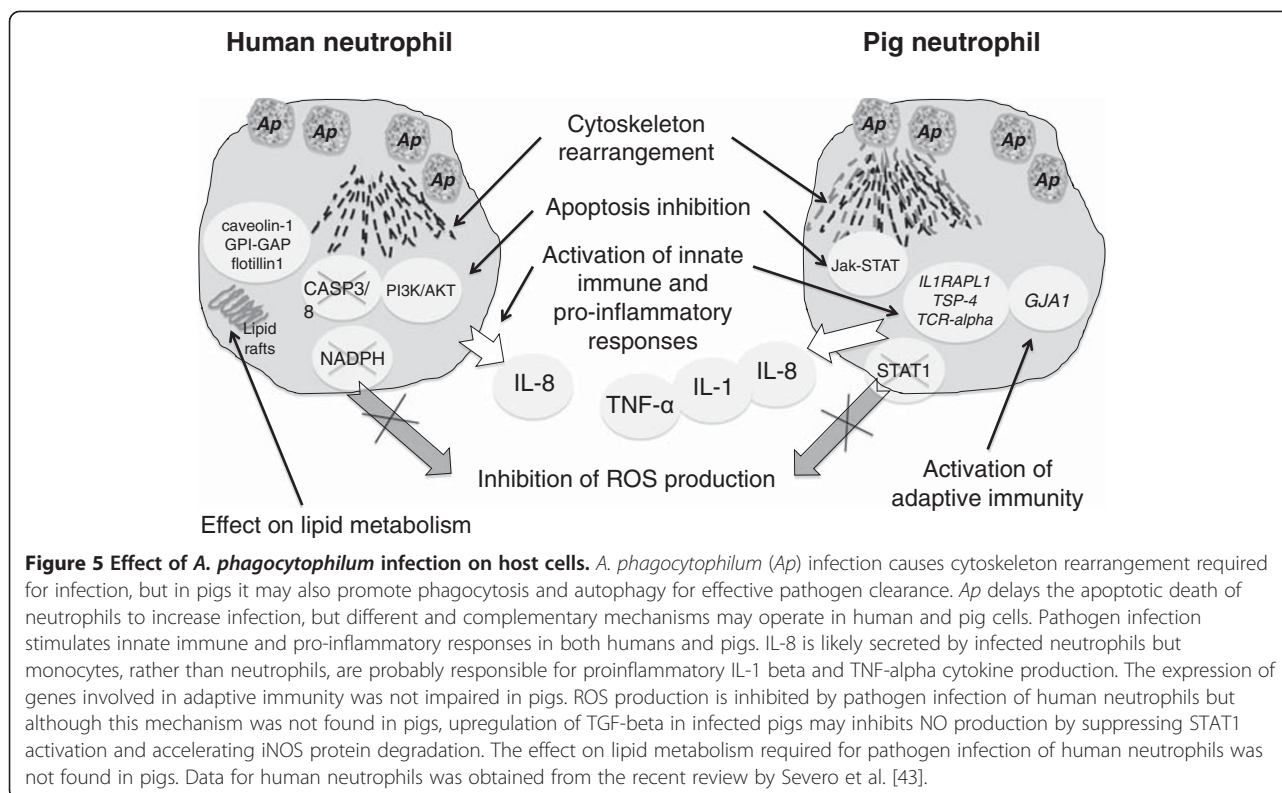 Human neutrophil
Pig neutrophil
Ap
Ap
Ap
Ap
Ap
Ap
Ap
Ap
Cytoskeleton
rearrangement
Apoptosis inhibition
Activation of innate
immune and
pro-inflammatory
responses
caveolin-1
GPI-GAP
flotillin1
CASP3/
8
PI3K/AKT
Lipid
rafts
NADPH
Jak-STAT
IL1RAPL1
TSP-4
TCR-alpha
GJA1
STAT1
IL-8
TNF-α
IL-1
IL-8
Inhibition of ROS production
Activation of
adaptive immunity
Effect on lipid metabolism
Figure 5 Effect of A. phagocytophilum infection on host cells. A. phagocytophilum (Ap) infection causes cytoskeleton rearrangement required
for infection, but in pigs it may also promote phagocytosis and autophagy for effective pathogen clearance. Ap delays the apoptotic death of
neutrophils to increase infection, but different and complementary mechanisms may operate in human and pig cells. Pathogen infection
stimulates innate immune and pro-inflammatory responses in both humans and pigs. IL-8 is likely secreted by infected neutrophils but
monocytes, rather than neutrophils, are probably responsible for proinflammatory IL-1 beta and TNF-alpha cytokine production. The expression of
genes involved in adaptive immunity was not impaired in pigs. ROS production is inhibited by pathogen infection of human neutrophils but
although this mechanism was not found in pigs, upregulation of TGF-beta in infected pigs may inhibits NO production by suppressing STAT1
activation and accelerating iNOS protein degradation. The effect on lipid metabolism required for pathogen infection of human neutrophils was
not found in pigs. Data for human neutrophils was obtained from the recent review by Severo et al. [43].